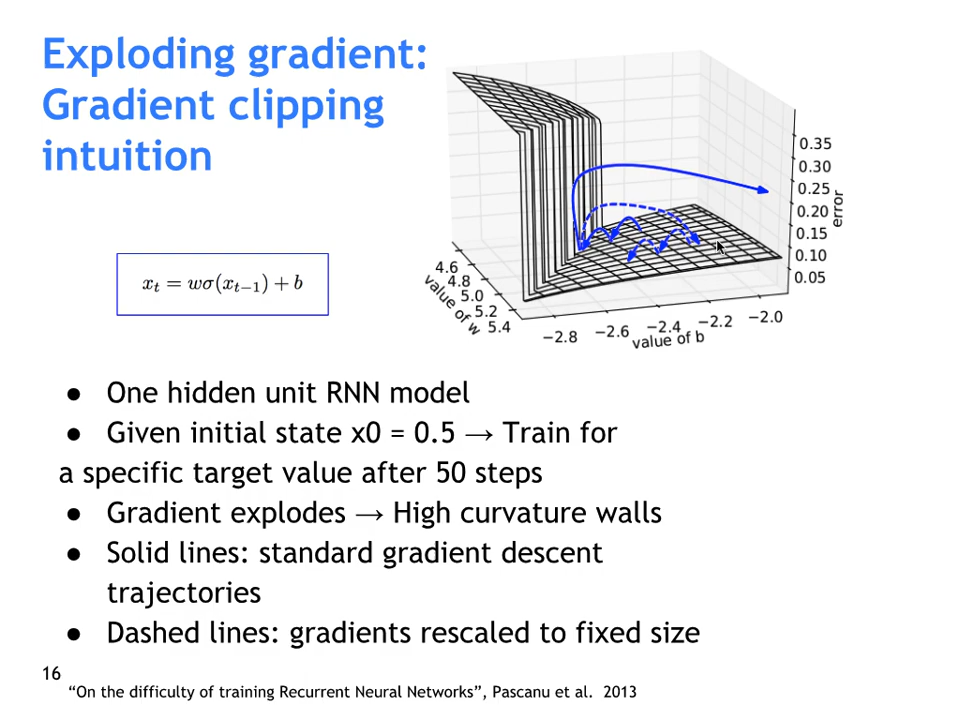 Exploding gradient:
Gradient clipping
intuition
0.35
0.30
0.25
0.20
0.15
0.10
0.05
error
4.6
4.8
5.0
5.2
5.4
value of w
−2.8
−2.6
−2.4
−2.2
−2.0
value of b
xₜ = wσ(xₜ₋₁) + b
● One hidden unit RNN model
● Given initial state x0 = 0.5 → Train for
a specific target value after 50 steps
● Gradient explodes → High curvature walls
● Solid lines: standard gradient descent
trajectories
● Dashed lines: gradients rescaled to fixed size
16
“On the difficulty of training Recurrent Neural Networks”, Pascanu et al. 2013